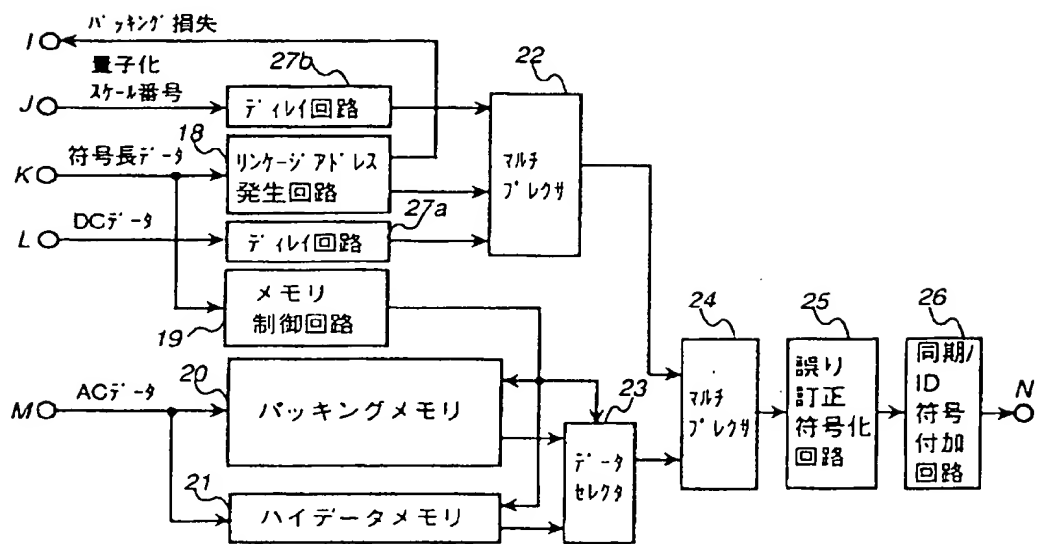 I
パッキング損失
量子化
J
スケール番号
27b
ディレイ回路
22
マルチ
プレクサ
K
符号長データ
18
リンケージアドレス
発生回路
L
DCデータ
27a
ディレイ回路
メモリ
制御回路
19
M
ACデータ
20
パッキングメモリ
21
ハイデータメモリ
23
データ
セレクタ
24
マルチ
プレクサ
25
誤り
訂正
符号化
回路
26
同期/
ID
符号
付加
回路
N